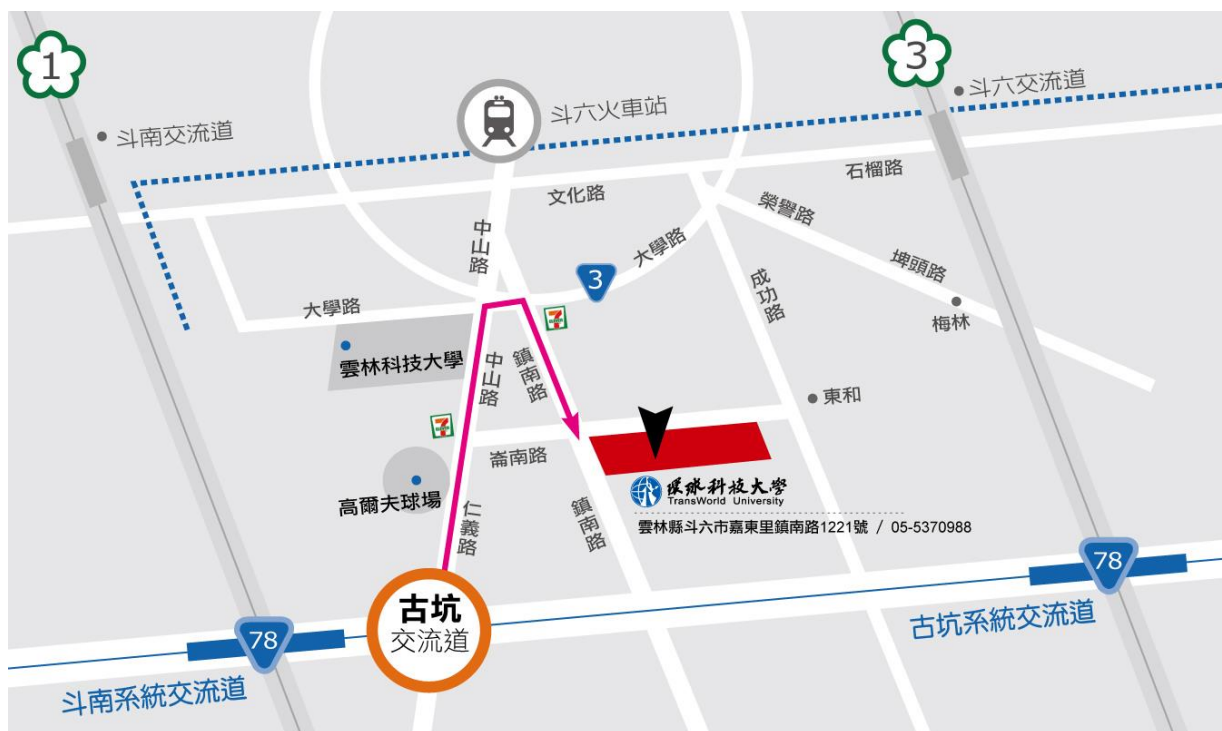 1
3
斗六交流道
斗南交流道
斗六火車站
石榴路
文化路
榮譽路
中山路
大學路
3
埤頭路
成功路
大學路
梅林
7
雲林科技大學
中山路
鎮南路
東和
7
崙南路
高爾夫球場
環球科技大學
TransWorld University
仁義路
鎮南路
雲林縣斗六市嘉東里鎮南路1221號 / 05-5370988
78
古坑
交流道
古坑系統交流道
78
斗南系統交流道